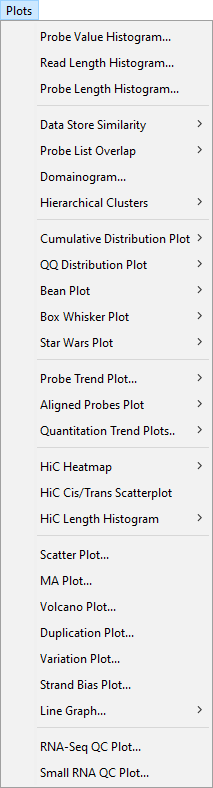 Plots
Probe Value Histogram...
Read Length Histogram...
Probe Length Histogram...
Data Store Similarity
Probe List Overlap
Domainogram...
Hierarchical Clusters
Cumulative Distribution Plot
QQ Distribution Plot
Bean Plot
Box Whisker Plot
Star Wars Plot
Probe Trend Plot...
Aligned Probes Plot
Quantitation Trend Plots..
HiC Heatmap
HiC Cis/Trans Scatterplot
HiC Length Histogram
Scatter Plot...
MA Plot...
Volcano Plot...
Duplication Plot...
Variation Plot...
Strand Bias Plot...
Line Graph...
RNA-Seq QC Plot...
Small RNA QC Plot...